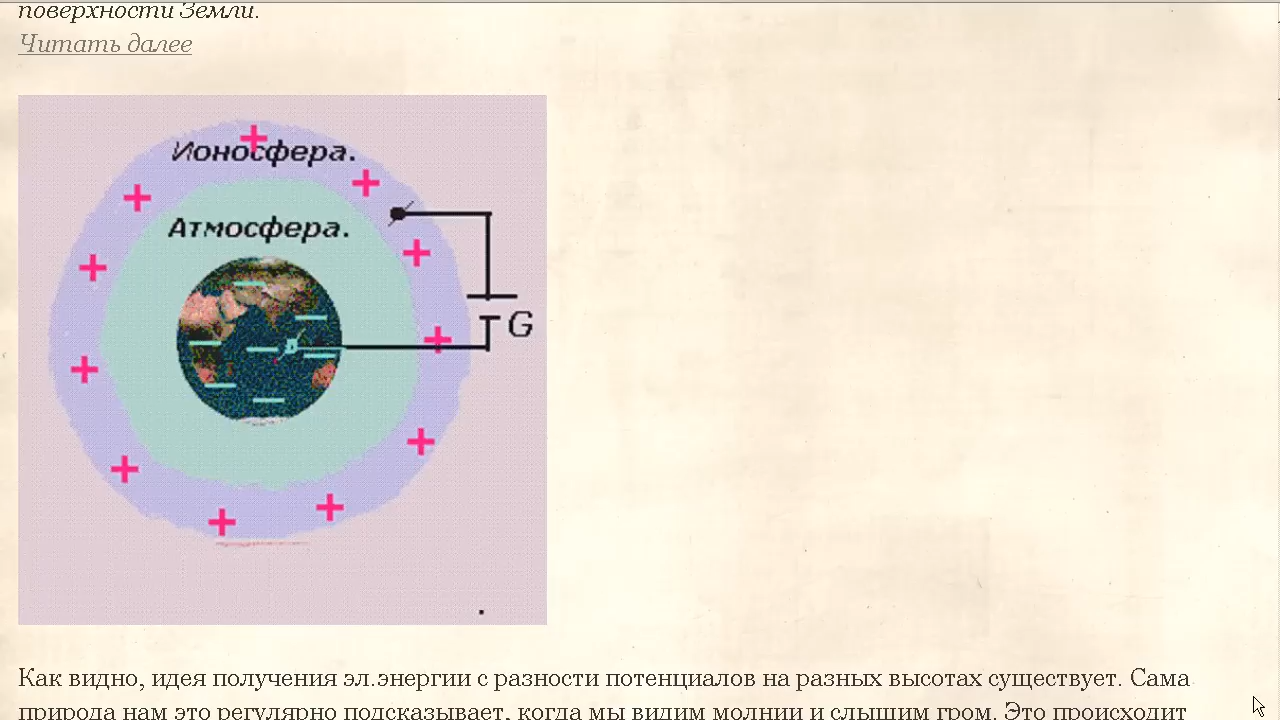 поверхности Земли.
Читать далее
Ионосфера.
Атмосфера.
G
Как видно, идея получения эл.энергии с разности потенциалов на разных высотах существует. Сама
природа нам это регулярно подсказывает, когда мы видим молнии и слышим гром. Это происходит